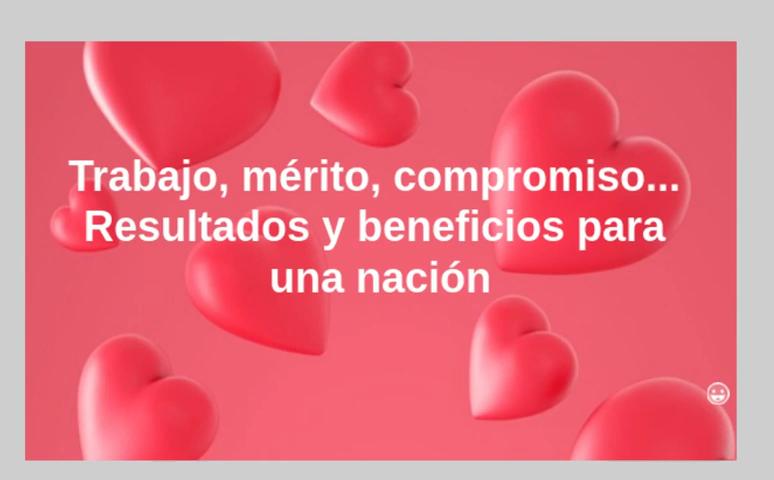 Trabajo, mérito, compromiso...
Resultados y beneficios para
una nación